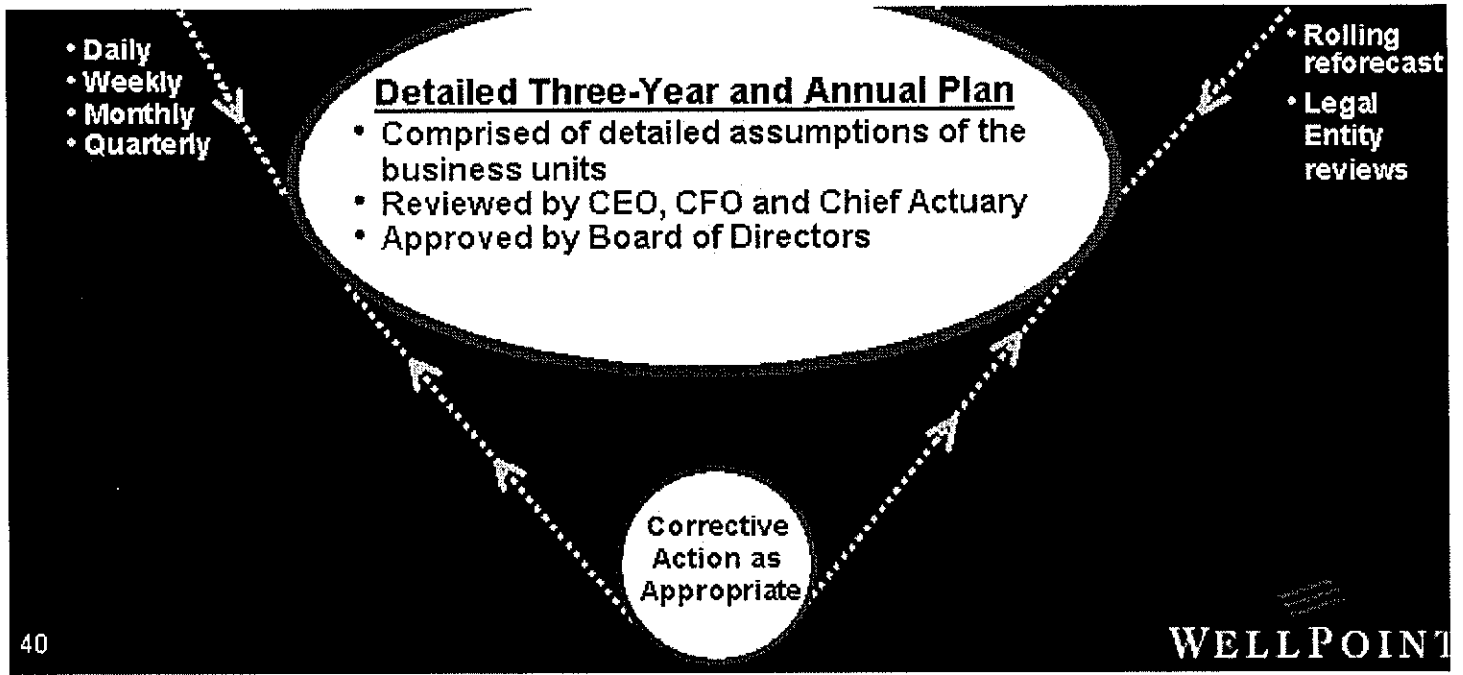 • Daily
• Weekly
• Monthly
• Quarterly
Detailed Three-Year and Annual Plan
• Comprised of detailed assumptions of the
business units
• Reviewed by CEO, CFO and Chief Actuary
• Approved by Board of Directors
• Rolling
reforecast
• Legal
Entity
reviews
Corrective
Action as
Appropriate
40
WELLPOINT